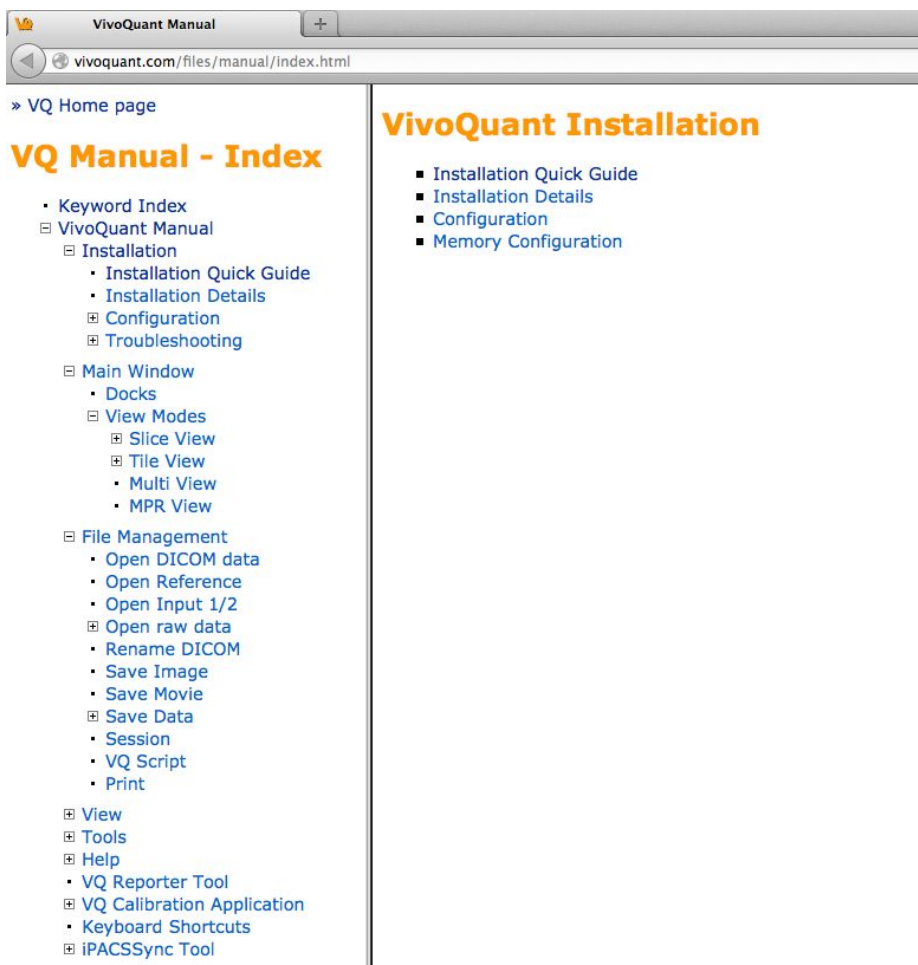 VivoQuant Manual
vivoquant.com/files/manual/index.html
» VQ Home page
VQ Manual - Index
Keyword Index
VivoQuant Manual
Installation
Installation Quick Guide
Installation Details
Configuration
Troubleshooting
Main Window
Docks
View Modes
Slice View
Tile View
Multi View
MPR View
File Management
Open DICOM data
Open Reference
Open Input 1/2
Open raw data
Rename DICOM
Save Image
Save Movie
Save Data
Session
VQ Script
Print
View
Tools
Help
VQ Reporter Tool
VQ Calibration Application
Keyboard Shortcuts
iPACSSync Tool
VivoQuant Installation
Installation Quick Guide
Installation Details
Configuration
Memory Configuration